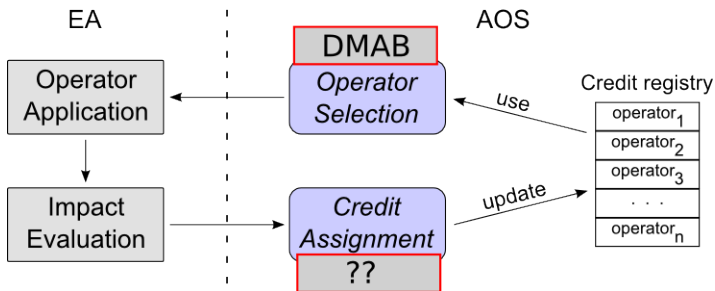 EA
AOS
DMAB
Operator
Application
Operator
Selection
Credit registry
use
operator1
operator2
operator3
. . .
operatorn
Impact
Evaluation
Credit
Assignment
update
??